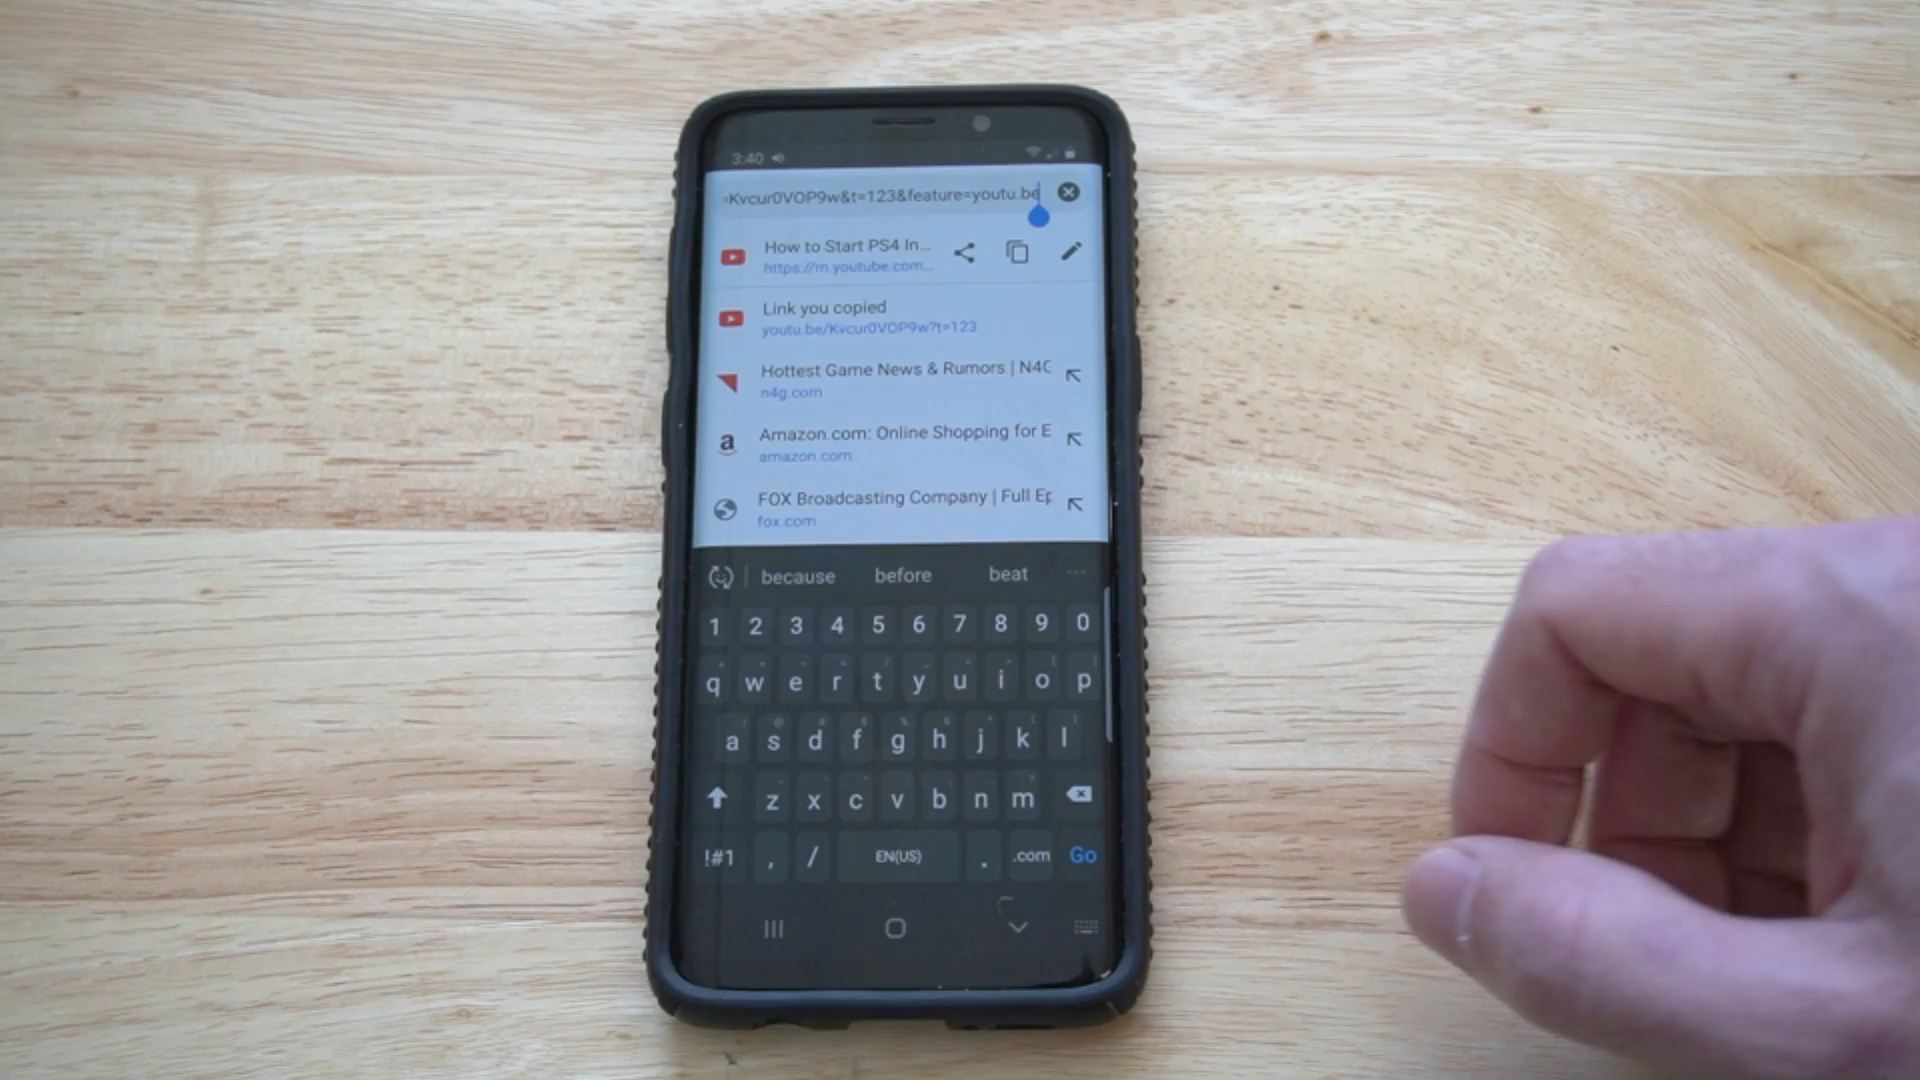 3:40
Kvcur0VOP9w&t=123&feature=youtu.be
How to Start PS4 In...
https://m.youtube.com...
Link you copied
youtu.be/Kvcur0VOP9w?t=123
Hottest Game News & Rumors | N4G
n4g.com
a
Amazon.com: Online Shopping for E
amazon.com
FOX Broadcasting Company | Full Ep
fox.com
because before beat ...
1 2 3 4 5 6 7 8 9 0
q w e r t y u i o p
a s d f g h j k l
z x c v b n m
!#1 , / EN(US) . .com Go